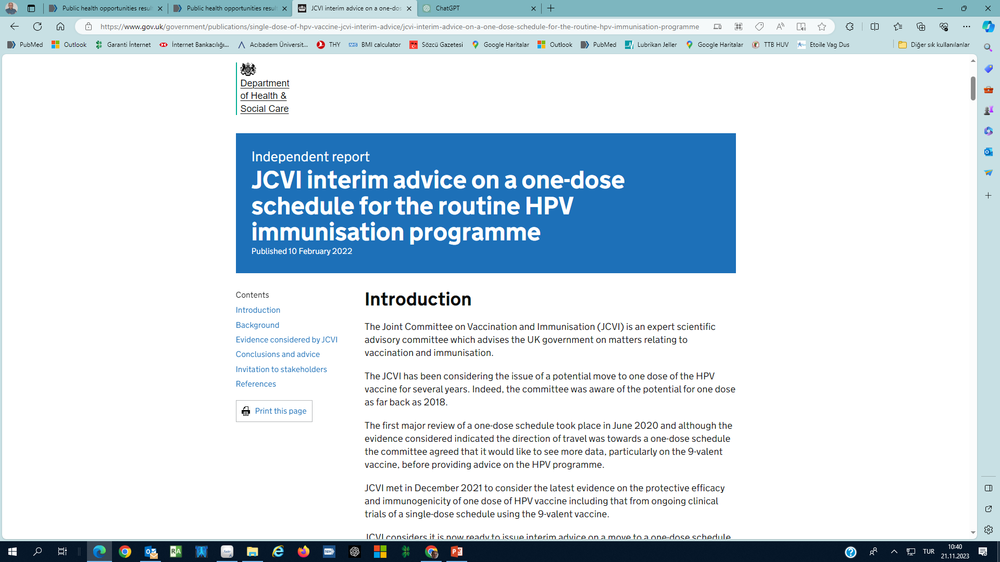 Public health opportunities result
Public health opportunities result
JCVI interim advice on a one-dos
ChatGPT
https://www.gov.uk/government/publications/single-dose-of-hpv-vaccine-jcvi-interim-advice/jcvi-interim-advice-on-a-one-dose-schedule-for-the-routine-hpv-immunisation-programme
PubMed
Outlook
Garanti İnternet
İnternet Bankacılığı...
Acıbadem Üniversit...
THY
NHS
BMI calculator
Sözcü Gazetesi
Google Haritalar
Outlook
PubMed
Lubrikan Jeller
Google Haritalar
TTB HUV
Etoile Vag Dus
Diğer sık kullanılanlar
Department
of Health &
Social Care
Independent report
JCVI interim advice on a one-dose
schedule for the routine HPV
immunisation programme
Published 10 February 2022
Contents
Introduction
Background
Evidence considered by JCVI
Conclusions and advice
Invitation to stakeholders
References
Print this page
Introduction
The Joint Committee on Vaccination and Immunisation (JCVI) is an expert scientific
advisory committee which advises the UK government on matters relating to
vaccination and immunisation.
The JCVI has been considering the issue of a potential move to one dose of the HPV
vaccine for several years. Indeed, the committee was aware of the potential for one dose
as far back as 2018.
The first major review of a one-dose schedule took place in June 2020 and although the
evidence considered indicated the direction of travel was towards a one-dose schedule
the committee agreed that it would like to see more data, particularly on the 9-valent
vaccine, before providing advice on the HPV programme.
JCVI met in December 2021 to consider the latest evidence on the protective efficacy
and immunogenicity of one dose of HPV vaccine including that from ongoing clinical
trials of a single-dose schedule using the 9-valent vaccine.
JCVI considers it is now ready to issue interim advice on a move to a one-dose schedule
RA
Suite
NIH
TUR
10:40
21.11.2023